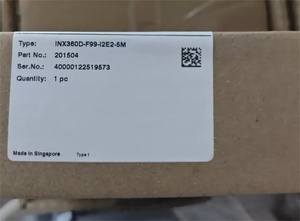 Type: INX360D-F99-I2E2-5M
Part No.: 201504
Ser.No.: 40000122519573
Quantity: 1 pc
Made in Singapore Type 1